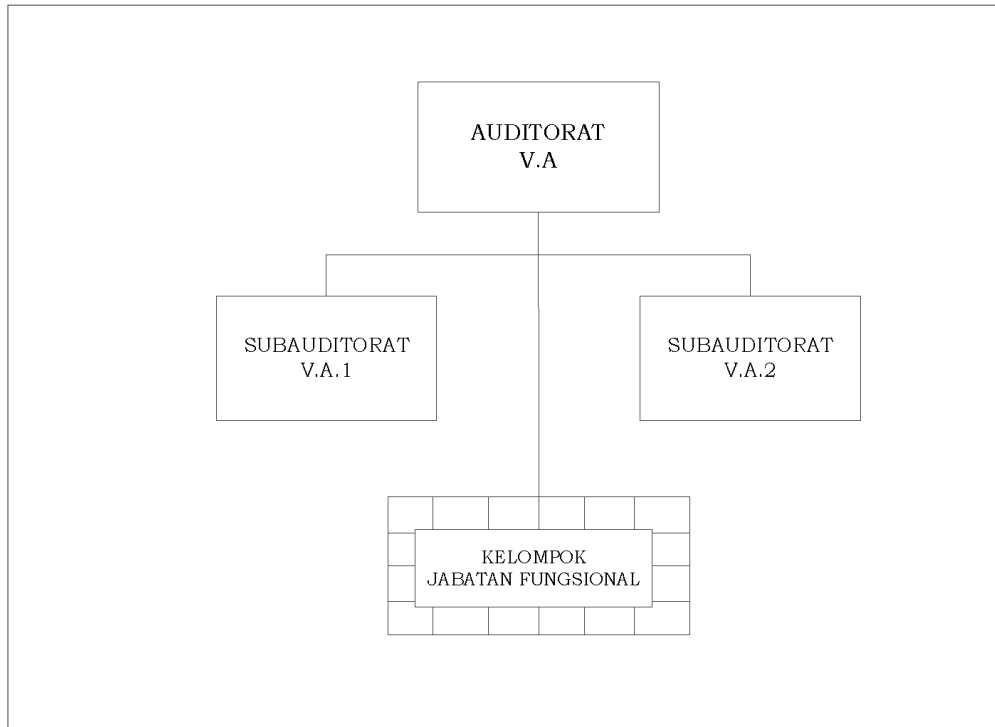 AUDITORAT
V.A
SUBAUDITORAT
V.A.1
SUBAUDITORAT
V.A.2
KELOMPOK
JABATAN FUNGSIONAL